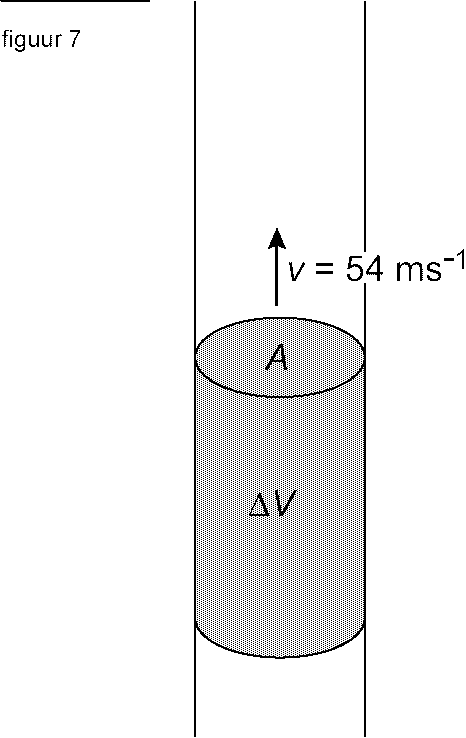 figuur 7
v = 54 ms⁻¹
A
ΔV